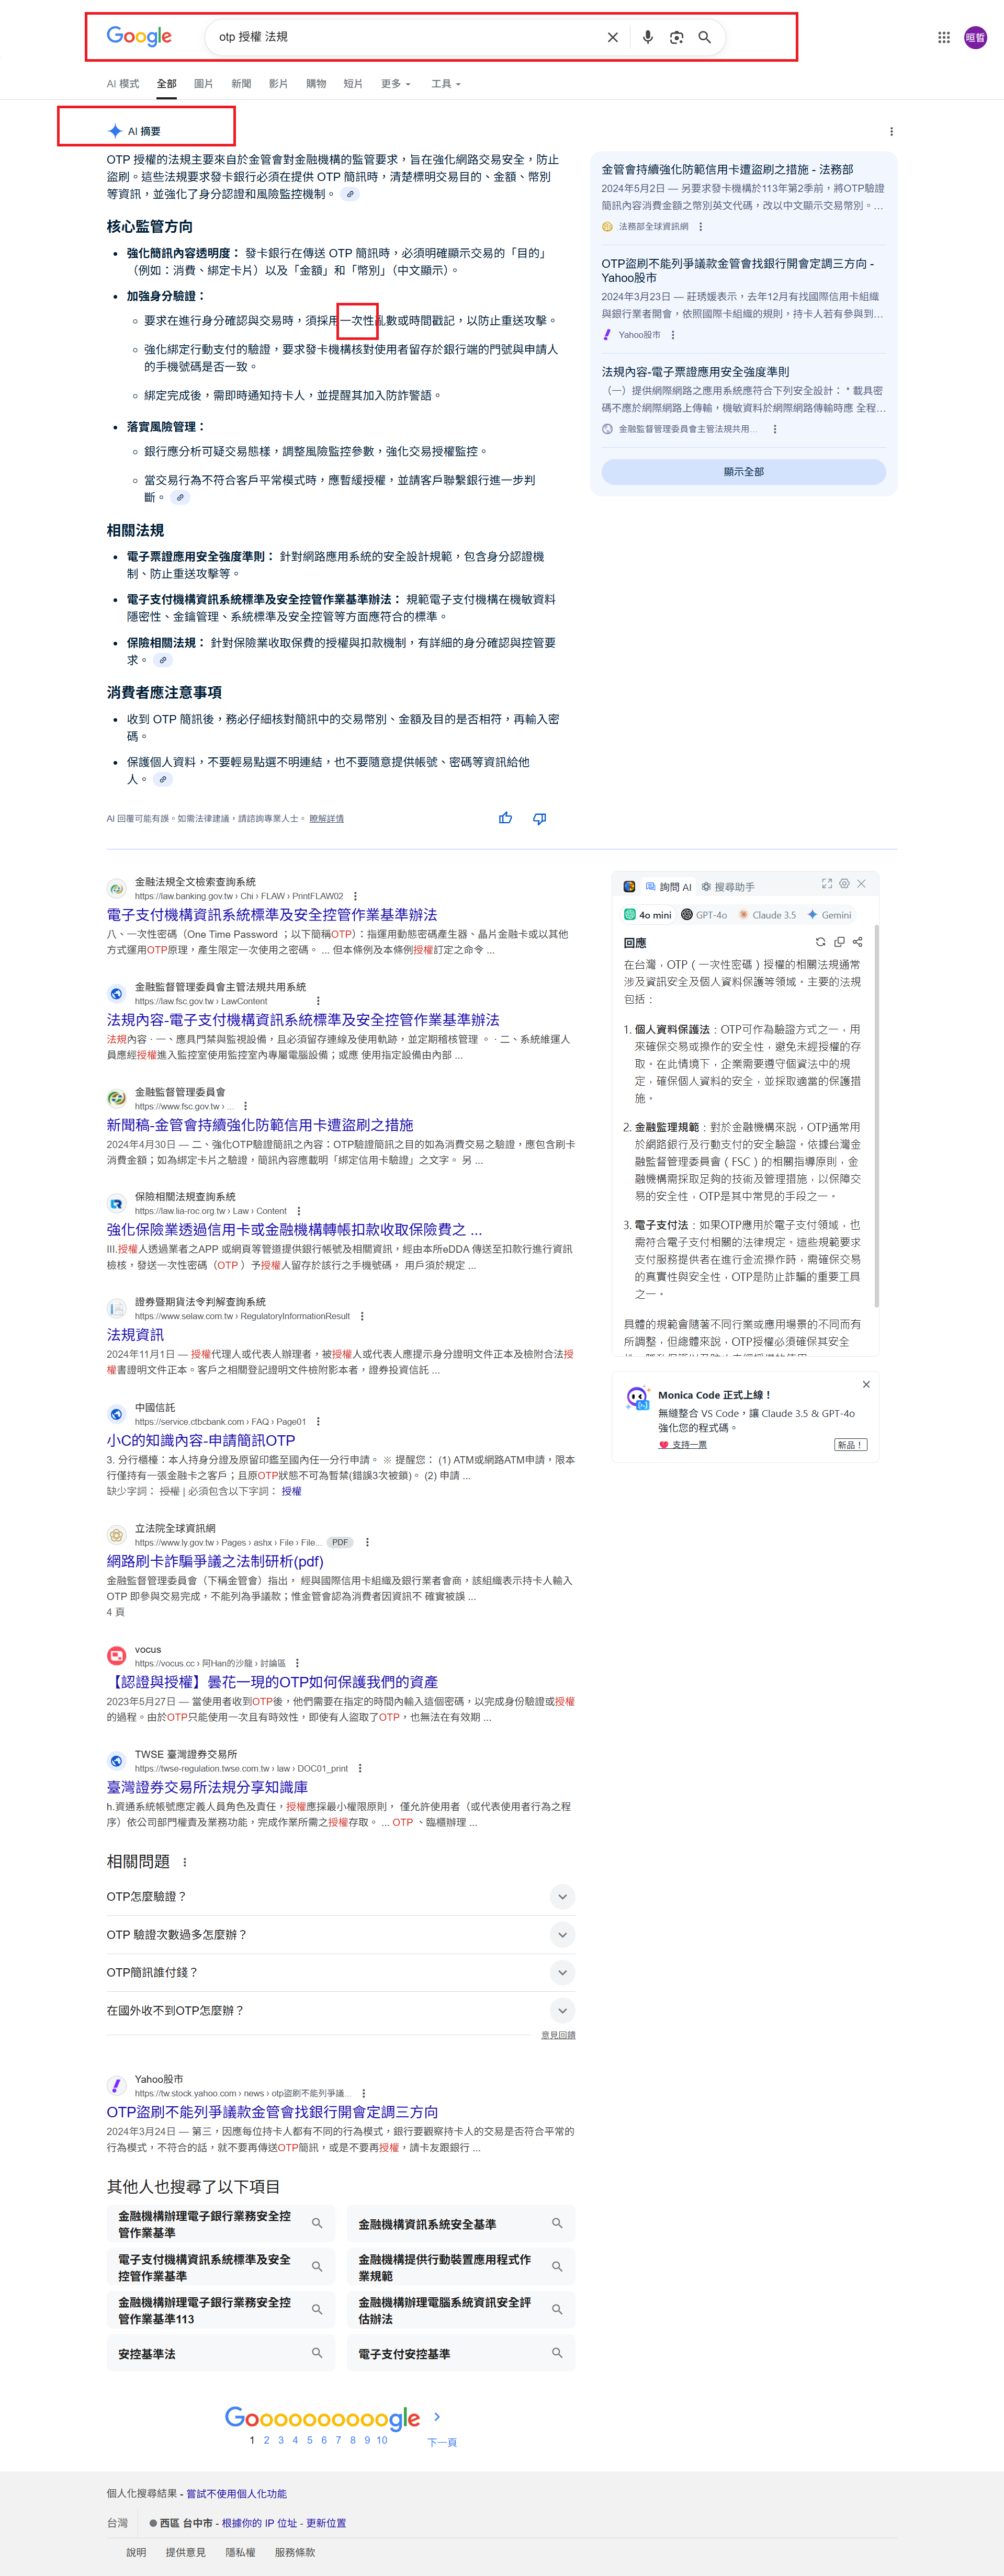 Google
otp 授權 法規
AI 模式 全部 圖片 新聞 影片 購物 短片 更多 工具
暄哲
AI 摘要
OTP 授權的法規主要來自於金管會對金融機構的監管要求，旨在強化網路交易安全，防止
盜刷。這些法規要求發卡銀行必須在提供 OTP 簡訊時，清楚標明交易目的、金額、幣別
等資訊，並強化了身分認證和風險監控機制。
核心監管方向
• 強化簡訊內容透明度： 發卡銀行在傳送 OTP 簡訊時，必須明確顯示交易的「目的」
（例如：消費、綁定卡片）以及「金額」和「幣別」（中文顯示）。
• 加強身分驗證：
◦ 要求在進行身分確認與交易時，須採用一次性亂數或時間戳記，以防止重送攻擊。
◦ 強化綁定行動支付的驗證，要求發卡機構核對使用者留存於銀行端的門號與申請人
的手機號碼是否一致。
◦ 綁定完成後，需即時通知持卡人，並提醒其加入防詐警語。
• 落實風險管理：
◦ 銀行應分析可疑交易態樣，調整風險監控參數，強化交易授權監控。
◦ 當交易行為不符合客戶平常模式時，應暫緩授權，並請客戶聯繫銀行進一步判
斷。
相關法規
• 電子票證應用安全強度準則： 針對網路應用系統的安全設計規範，包含身分認證機
制、防止重送攻擊等。
• 電子支付機構資訊系統標準及安全控管作業基準辦法： 規範電子支付機構在機敏資料
隱密性、金鑰管理、系統標準及安全控管等方面應符合的標準。
• 保險相關法規： 針對保險業收取保費的授權與扣款機制，有詳細的身分確認與控管要
求。
消費者應注意事項
• 收到 OTP 簡訊後，務必仔細核對簡訊中的交易幣別、金額及目的是否相符，再輸入密
碼。
• 保護個人資料，不要輕易點選不明連結，也不要隨意提供帳號、密碼等資訊給他
人。
AI 回覆可能有誤。如需法律建議，請諮詢專業人士。 瞭解詳情
金管會持續強化防範信用卡遭盜刷之措施 - 法務部
2024年5月2日 — 另要求發卡機構於113年第2季前，將OTP驗證
簡訊內容消費金額之幣別英文代碼，改以中文顯示交易幣別。...
法務部全球資訊網
OTP盜刷不能列爭議款金管會找銀行開會定調三方向 -
Yahoo股市
2024年3月23日 — 莊琇媛表示，去年12月有找國際信用卡組織
與銀行業者開會，依照國際卡組織的規則，持卡人若有參與到...
Yahoo股市
法規內容-電子票證應用安全強度準則
（一）提供網際網路之應用系統應符合下列安全設計： * 載具密
碼不應於網際網路上傳輸，機敏資料於網際網路傳輸時應 全程...
金融監督管理委員會主管法規共用...
顯示全部
金融法規全文檢索查詢系統
https://law.banking.gov.tw › Chi › FLAW › PrintFLAW02
電子支付機構資訊系統標準及安全控管作業基準辦法
八、一次性密碼（One Time Password ；以下簡稱OTP）：指運用動態密碼產生器、晶片金融卡或以其他
方式運用OTP原理，產生限定一次使用之密碼。 ... 但本條例及本條例授權訂定之命令 ...
金融監督管理委員會主管法規共用系統
https://law.fsc.gov.tw › LawContent
法規內容-電子支付機構資訊系統標準及安全控管作業基準辦法
法規內容 · 一、應具門禁與監視設備，且必須留存連線及使用軌跡，並定期稽核管理 。 · 二、系統維運人
員應經授權進入監控室使用監控室內專屬電腦設備；或應 使用指定設備由內部 ...
金融監督管理委員會
https://www.fsc.gov.tw › ...
新聞稿-金管會持續強化防範信用卡遭盜刷之措施
2024年4月30日 — 二、強化OTP驗證簡訊之內容：OTP驗證簡訊之目的如為消費交易之驗證，應包含刷卡
消費金額；如為綁定卡片之驗證，簡訊內容應載明「綁定信用卡驗證」之文字。 另 ...
保險相關法規查詢系統
https://law.lia-roc.org.tw › Law › Content
強化保險業透過信用卡或金融機構轉帳扣款收取保險費之 ...
III.授權人透過業者之APP 或網頁等管道提供銀行帳號及相關資訊，經由本所eDDA 傳送至扣款行進行資訊
檢核，發送一次性密碼（OTP ）予授權人留存於該行之手機號碼， 用戶須於規定 ...
證券暨期貨法令判解查詢系統
https://www.selaw.com.tw › RegulatoryInformationResult
法規資訊
2024年11月1日 — 授權代理人或代表人辦理者，被授權人或代表人應提示身分證明文件正本及檢附合法授
權書證明文件正本。客戶之相關登記證明文件檢附影本者，證券投資信託 ...
中國信託
https://service.ctbcbank.com › FAQ › Page01
小C的知識內容-申請簡訊OTP
3. 分行櫃檯：本人持身分證及原留印鑑至國內任一分行申請。 ※ 提醒您： (1) ATM或網路ATM申請，限本
行僅持有一張金融卡之客戶；且原OTP狀態不可為暫禁(錯誤3次被鎖)。 (2) 申請 ...
缺少字詞： 授權 | 必須包含以下字詞： 授權
立法院全球資訊網
https://www.ly.gov.tw › Pages › ashx › File › File... PDF
網路刷卡詐騙爭議之法制研析(pdf)
金融監督管理委員會（下稱金管會）指出， 經與國際信用卡組織及銀行業者會商，該組織表示持卡人輸入
OTP 即參與交易完成，不能列為爭議款；惟金管會認為消費者因資訊不 確實被誤 ...
4 頁
vocus
https://vocus.cc › 阿Han的沙龍 › 討論區
【認證與授權】曇花一現的OTP如何保護我們的資產
2023年5月27日 — 當使用者收到OTP後，他們需要在指定的時間內輸入這個密碼，以完成身份驗證或授權
的過程。由於OTP只能使用一次且有時效性，即使有人盜取了OTP，也無法在有效期 ...
TWSE 臺灣證券交易所
https://twse-regulation.twse.com.tw › law › DOC01_print
臺灣證券交易所法規分享知識庫
h.資通系統帳號應定義人員角色及責任，授權應採最小權限原則， 僅允許使用者（或代表使用者行為之程
序）依公司部門權責及業務功能，完成作業所需之授權存取。 ... OTP 、臨櫃辦理 ...
詢問 AI 搜尋助手
4o mini GPT-4o Claude 3.5 Gemini
回應
在台灣，OTP（一次性密碼）授權的相關法規通常
涉及資訊安全及個人資料保護等領域。主要的法規
包括：
1. 個人資料保護法：OTP可作為驗證方式之一，用
來確保交易或操作的安全性，避免未經授權的存
取。在此情境下，企業需要遵守個資法中的規
定，確保個人資料的安全，並採取適當的保護措
施。
2. 金融監理規範：對於金融機構來說，OTP通常用
於網路銀行及行動支付的安全驗證。依據台灣金
融監督管理委員會（FSC）的相關指導原則，金
融機構需採取足夠的技術及管理措施，以保障交
易的安全性，OTP是其中常見的手段之一。
3. 電子支付法：如果OTP應用於電子支付領域，也
需符合電子支付相關的法律規定。這些規範要求
支付服務提供者在進行金流操作時，需確保交易
的真實性與安全性，OTP是防止詐騙的重要工具
之一。
具體的規範會隨著不同行業或應用場景的不同而有
所調整，但總體來說，OTP授權必須確保其安全
Monica Code 正式上線！
無縫整合 VS Code，讓 Claude 3.5 & GPT-4o
強化您的程式碼。
支持一票 新品！
相關問題
OTP怎麼驗證？
OTP 驗證次數過多怎麼辦？
OTP簡訊誰付錢？
在國外收不到OTP怎麼辦？
意見回饋
Yahoo股市
https://tw.stock.yahoo.com › news › otp盜刷不能列爭議...
OTP盜刷不能列爭議款金管會找銀行開會定調三方向
2024年3月24日 — 第三，因應每位持卡人都有不同的行為模式，銀行要觀察持卡人的交易是否符合平常的
行為模式，不符合的話，就不要再傳送OTP簡訊，或是不要再授權，請卡友跟銀行 ...
其他人也搜尋了以下項目
金融機構辦理電子銀行業務安全控
管作業基準
金融機構資訊系統安全基準
電子支付機構資訊系統標準及安全
控管作業基準
金融機構提供行動裝置應用程式作
業規範
金融機構辦理電子銀行業務安全控
管作業基準113
金融機構辦理電腦系統資訊安全評
估辦法
安控基準法
電子支付安控基準
Goooooooooogle
1 2 3 4 5 6 7 8 9 10 下一頁
個人化搜尋結果 - 嘗試不使用個人化功能
台灣 西區 台中市 - 根據你的 IP 位址 - 更新位置
說明 提供意見 隱私權 服務條款